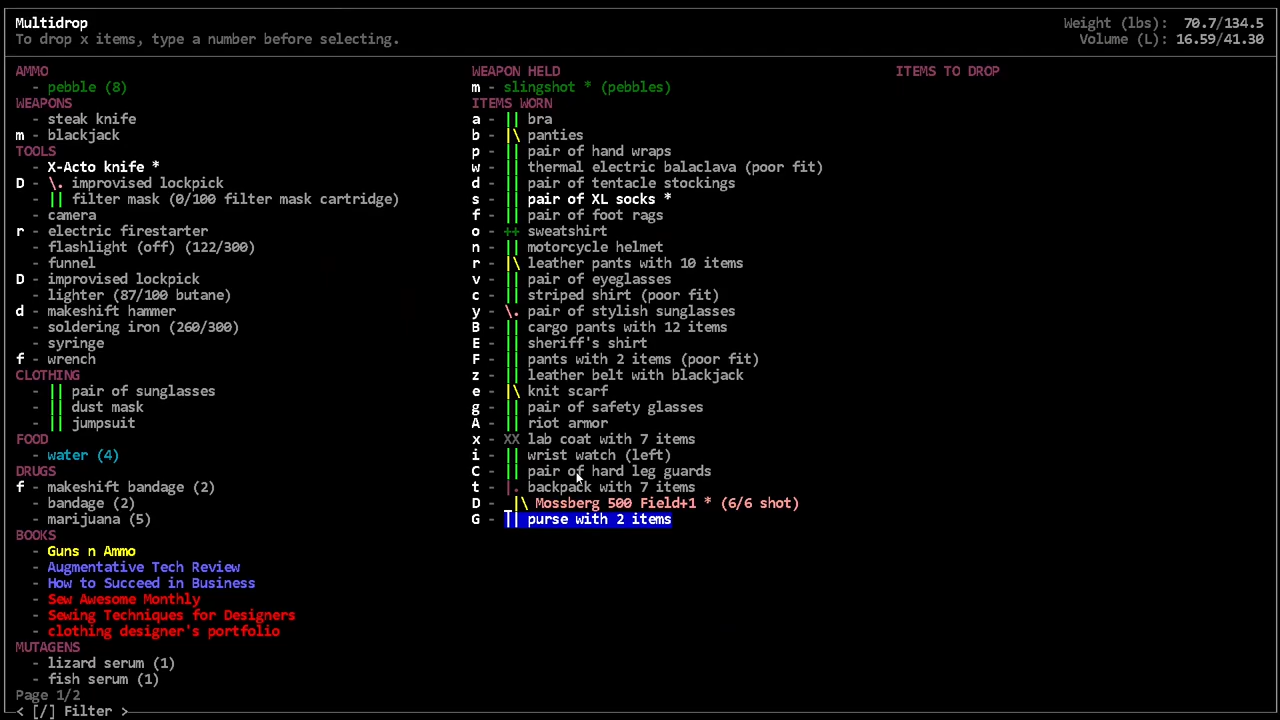 Multidrop
Weight (lbs): 70.7/134.5
To drop x items, type a number before selecting.
Volume (L): 16.59/41.30
AMMO
- pebble (8)
WEAPONS
- steak knife
m - blackjack
TOOLS
- X-Acto knife *
D - \. improvised lockpick
- || filter mask (0/100 filter mask cartridge)
- camera
r - electric firestarter
- flashlight (off) (122/300)
- funnel
D - improvised lockpick
- lighter (87/100 butane)
d - makeshift hammer
- soldering iron (260/300)
- syringe
f - wrench
CLOTHING
- || pair of sunglasses
- || dust mask
- || jumpsuit
FOOD
- water (4)
DRUGS
f - makeshift bandage (2)
- bandage (2)
- marijuana (5)
BOOKS
- Guns n Ammo
- Augmentative Tech Review
- How to Succeed in Business
- Sew Awesome Monthly
- Sewing Techniques for Designers
- clothing designer's portfolio
MUTAGENS
- lizard serum (1)
- fish serum (1)
Page 1/2
< [/] Filter >
WEAPON HELD
m - slingshot * (pebbles)
ITEMS WORN
a - || bra
b - |\ panties
p - || pair of hand wraps
w - || thermal electric balaclava (poor fit)
d - || pair of tentacle stockings
s - || pair of XL socks *
f - || pair of foot rags
o - ++ sweatshirt
n - || motorcycle helmet
r - |\ leather pants with 10 items
v - || pair of eyeglasses
c - || striped shirt (poor fit)
y - \. pair of stylish sunglasses
B - || cargo pants with 12 items
E - || sheriff's shirt
F - || pants with 2 items (poor fit)
z - || leather belt with blackjack
e - |\ knit scarf
g - || pair of safety glasses
A - || riot armor
x - XX lab coat with 7 items
i - || wrist watch (left)
C - || pair of hard leg guards
t - |. backpack with 7 items
D - |\ Mossberg 500 Field+1 * (6/6 shot)
G - || purse with 2 items
ITEMS TO DROP